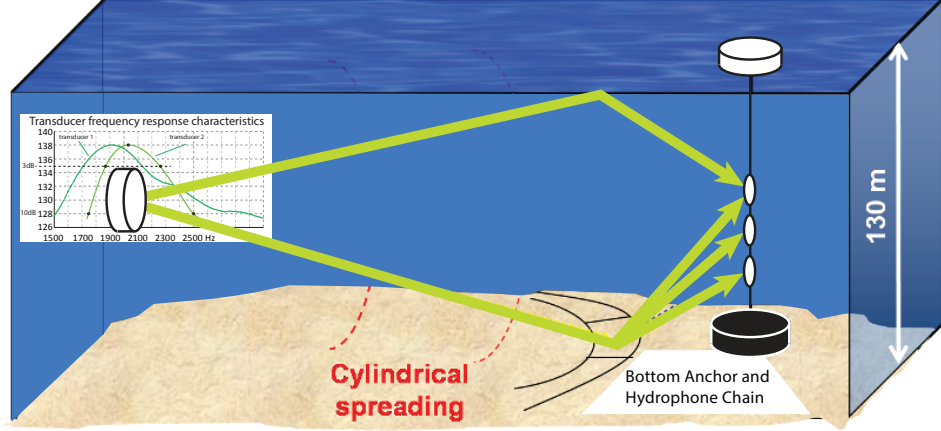 Transducer frequency response characteristics
140
transducer 1
transducer 2
138
136
3dB
134
132
130
10dB 128
126
1500 1700 1900 2100 2300 2500 Hz
130 m
Cylindrical
spreading
Bottom Anchor and
Hydrophone Chain